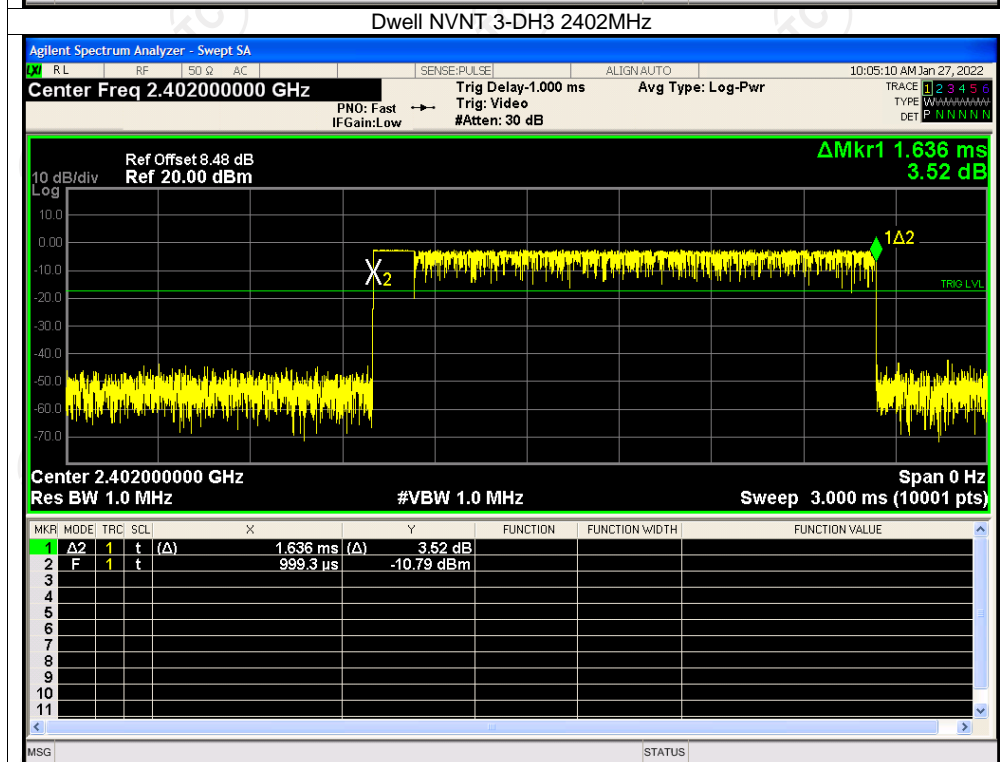 Dwell NVNT 3-DH3 2402MHz
Agilent Spectrum Analyzer - Swept SA
LXI RL RF 50 Ω AC SENSE:PULSE ALIGN AUTO 10:05:10 AM Jan 27, 2022
Center Freq 2.402000000 GHz
PNO: Fast
IFGain:Low
Trig Delay-1.000 ms
Trig: Video
#Atten: 30 dB
Avg Type: Log-Pwr
TRACE 1 2 3 4 5 6
TYPE WWWWWW
DET P N N N N N
ΔMkr1 1.636 ms
3.52 dB
Ref Offset 8.48 dB
10 dB/div Ref 20.00 dBm
Log
10.0
0.00
-10.0
-20.0
-30.0
-40.0
-50.0
-60.0
-70.0
1Δ2
2
TRIG LVL
Center 2.402000000 GHz Span 0 Hz
Res BW 1.0 MHz #VBW 1.0 MHz Sweep 3.000 ms (10001 pts)
MKR MODE TRC SCL X Y FUNCTION FUNCTION WIDTH FUNCTION VALUE
1 Δ2 1 t (Δ) 1.636 ms (Δ) 3.52 dB
2 F 1 t 999.3 µs -10.79 dBm
3
4
5
6
7
8
9
10
11
MSG STATUS